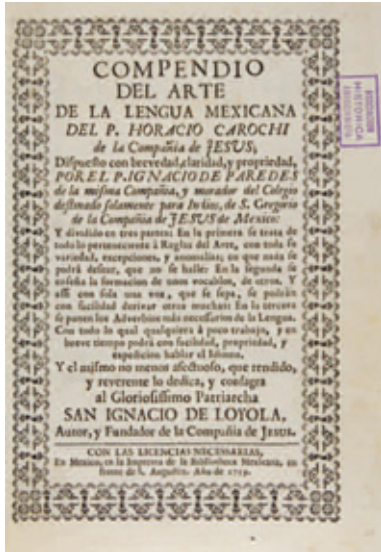 COMPENDIO
DEL ARTE
DE LA LENGUA MEXICANA
DEL P. HORACIO CAROCHI
de la Compañia de JESUS;
Dispuesto con brevedad, claridad, y propriedad,
POR EL P. IGNACIO DE PAREDES
de la misma Compañia, y morador del Colegio
destinado solamente para Indios, de S. Gregorio
de la Compañia de JESUS de Mexico:
Y dividido en tres partes: En la primera se trata de
todo lo perteneciente à Reglas del Arte, con toda su
variedad, excepciones, y anomalias; en que nada se
podrà desear, que no se halle: En la segunda se
enseña la formacion de unos vocablos, de otros. Y
assi con sola una voz, que se sepa, se podràn
con facilidad derivar otras muchas: En la tercera
se ponen los Adverbios màs necessarios de la Lengua.
Con todo lo qual qualquiera à poco trabajo, y en
breve tiempo podrà con facilidad, propriedad, y
expedicion hablar el Idioma.
Y el mismo no menos afectuoso, que rendido,
y reverente lo dedica, y consagra
al Gloriosissimo Patriarcha
SAN IGNACIO DE LOYOLA,
Autor, y Fundador de la Compañia de JESUS.
CON LAS LICENCIAS NECESSARIAS,
En Mexico, en la Imprenta de la Bibliotheca Mexicana, en
frente de S. Augustin. Año de 1759.
HISTORICA